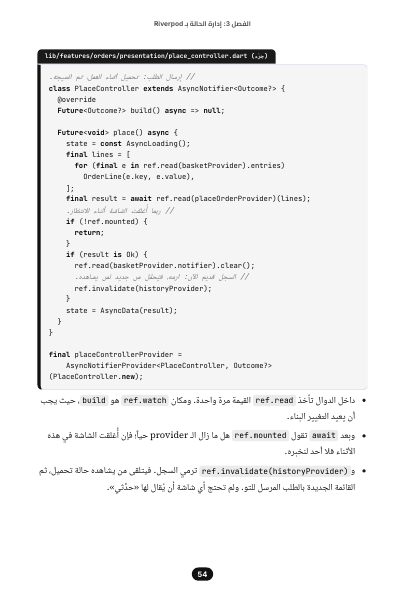 الفصل 3: إدارة الحالة بـ Riverpod
lib/features/orders/presentation/place_controller.dart (جزء)
// إرسال الطلب: تحميل أثناء العمل، ثم النتيجة.
class PlaceController extends AsyncNotifier<Outcome?> {
  @override
  Future<Outcome?> build() async => null;

  Future<void> place() async {
    state = const AsyncLoading();
    final lines = [
      for (final e in ref.read(basketProvider).entries)
        OrderLine(e.key, e.value),
    ];
    final result = await ref.read(placeOrderProvider)(lines);
    // ربما أُغلقت الشاشة أثناء الانتظار.
    if (!ref.mounted) {
      return;
    }
    if (result is Ok) {
      ref.read(basketProvider.notifier).clear();
      // السجل قديم الآن: ارمه، فيُحمَّل من جديد لمن يشاهده.
      ref.invalidate(historyProvider);
    }
    state = AsyncData(result);
  }
}

final placeControllerProvider =
    AsyncNotifierProvider<PlaceController, Outcome?>
(PlaceController.new);
• داخل الدوال تأخذ ref.read القيمة مرة واحدة. ومكان ref.watch هو build، حيث يجب
أن يعيد التغيير البناء.
• وبعد await تقول ref.mounted هل ما زال الـ provider حياً؛ فإن أُغلقت الشاشة في هذه
الأثناء فلا أحد لنخبره.
• و ref.invalidate(historyProvider) ترمي السجل. فيتلقى من يشاهده حالة تحميل، ثم
القائمة الجديدة بالطلب المرسل للتو. ولم تحتج أي شاشة أن يُقال لها «حدّثي».
54